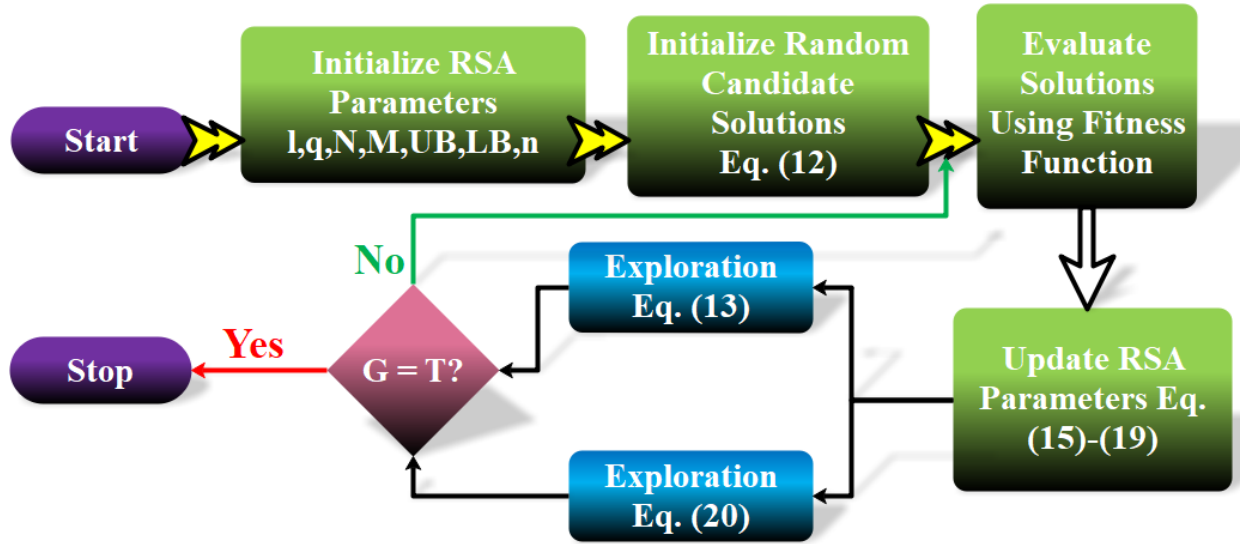 Start
Initialize RSA
Parameters
l,q,N,M,UB,LB,n
Initialize Random
Candidate
Solutions
Eq. (12)
Evaluate
Solutions
Using Fitness
Function
Update RSA
Parameters Eq.
(15)-(19)
Exploration
Eq. (13)
Exploration
Eq. (20)
G = T?
No
Yes
Stop